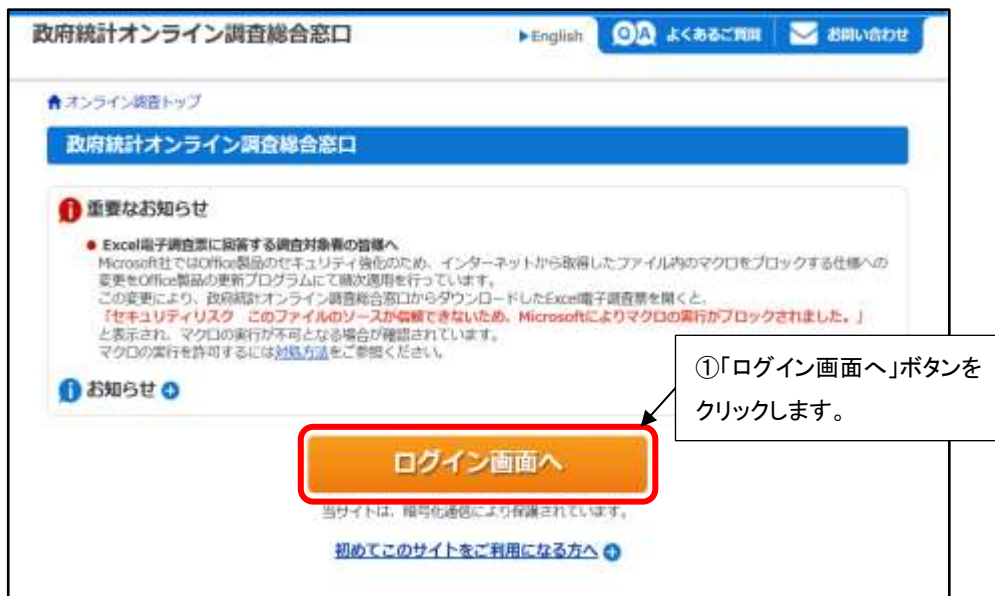 政府統計オンライン調査総合窓口
▶English
Q A よくあるご質問
お問い合わせ
オンライン調査トップ
政府統計オンライン調査総合窓口
重要なお知らせ
● Excel電子調査票に回答する調査対象者の皆様へ
Microsoft社ではOffice製品のセキュリティ強化のため、インターネットから取得したファイル内のマクロをブロックする仕様への
変更をOffice製品の更新プログラムにて順次適用を行っています。
この変更により、政府統計オンライン調査総合窓口からダウンロードしたExcel電子調査票を開くと、
「セキュリティリスク このファイルのソースが信頼できないため、Microsoftによりマクロの実行がブロックされました。」
と表示され、マクロの実行が不可となる場合が確認されています。
マクロの実行を許可するには対処方法をご参照ください。
お知らせ
①「ログイン画面へ」ボタンを
クリックします。
ログイン画面へ
当サイトは、暗号化通信により保護されています。
初めてこのサイトをご利用になる方へ